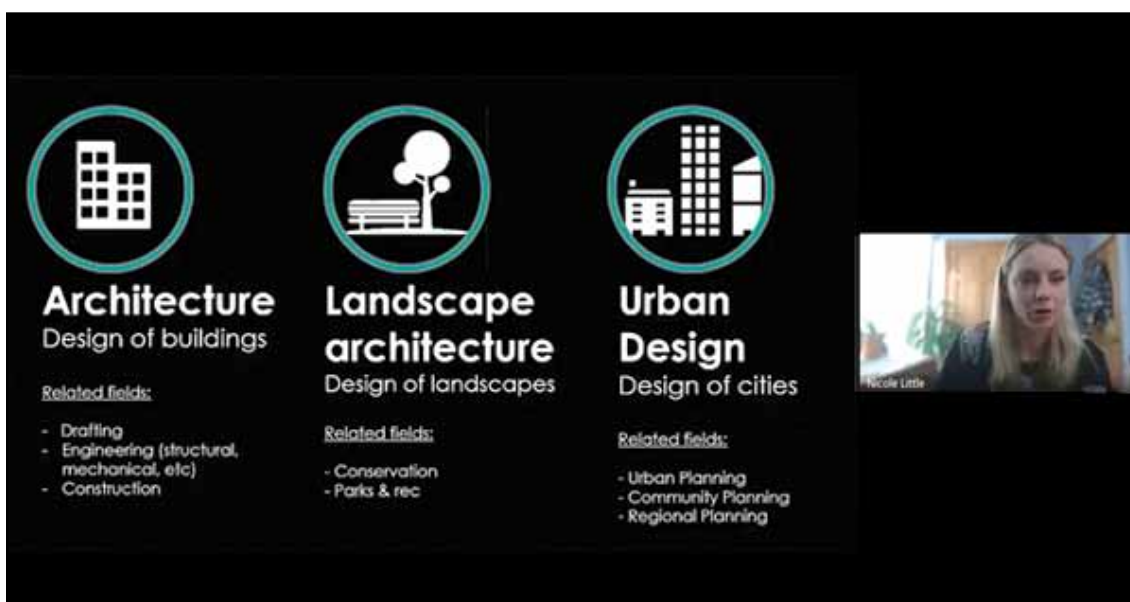 Architecture
Design of buildings
Related fields:
- Drafting
- Engineering (structural,
mechanical, etc)
- Construction
Landscape
architecture
Design of landscapes
Related fields:
- Conservation
- Parks & rec
Urban
Design
Design of cities
Related fields:
- Urban Planning
- Community Planning
- Regional Planning
Nicole Little